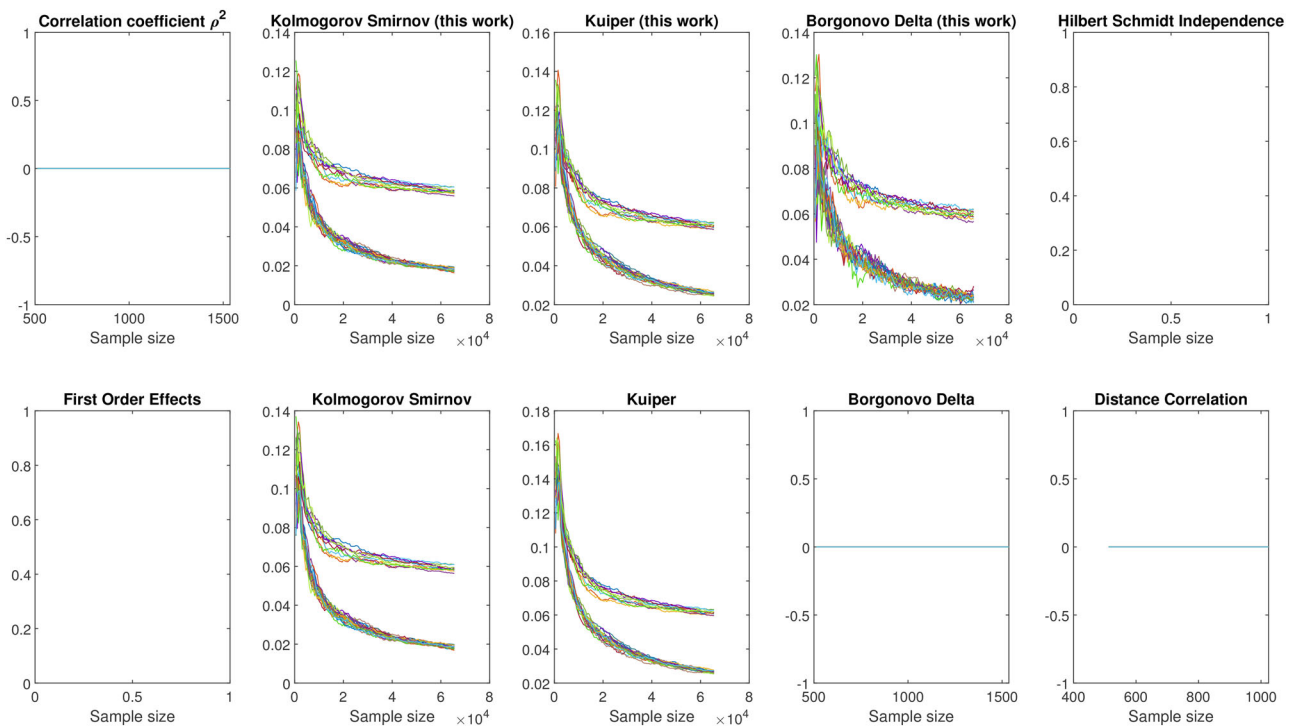 Correlation coefficient ρ²
1
0.5
0
-0.5
-1
500 1000 1500
Sample size
Kolmogorov Smirnov (this work)
0.14
0.12
0.1
0.08
0.06
0.04
0.02
0
0 2 4 6 8
Sample size ×10⁴
Kuiper (this work)
0.16
0.14
0.12
0.1
0.08
0.06
0.04
0.02
0 2 4 6 8
Sample size ×10⁴
Borgonovo Delta (this work)
0.14
0.12
0.1
0.08
0.06
0.04
0.02
0 2 4 6 8
Sample size ×10⁴
Hilbert Schmidt Independence
1
0.8
0.6
0.4
0.2
0
0 0.5 1
Sample size
First Order Effects
1
0.8
0.6
0.4
0.2
0
0 0.5 1
Sample size
Kolmogorov Smirnov
0.14
0.12
0.1
0.08
0.06
0.04
0.02
0
0 2 4 6 8
Sample size ×10⁴
Kuiper
0.18
0.16
0.14
0.12
0.1
0.08
0.06
0.04
0.02
0 2 4 6 8
Sample size ×10⁴
Borgonovo Delta
1
0.5
0
-0.5
-1
500 1000 1500
Sample size
Distance Correlation
1
0.5
0
-0.5
-1
400 600 800 1000
Sample size